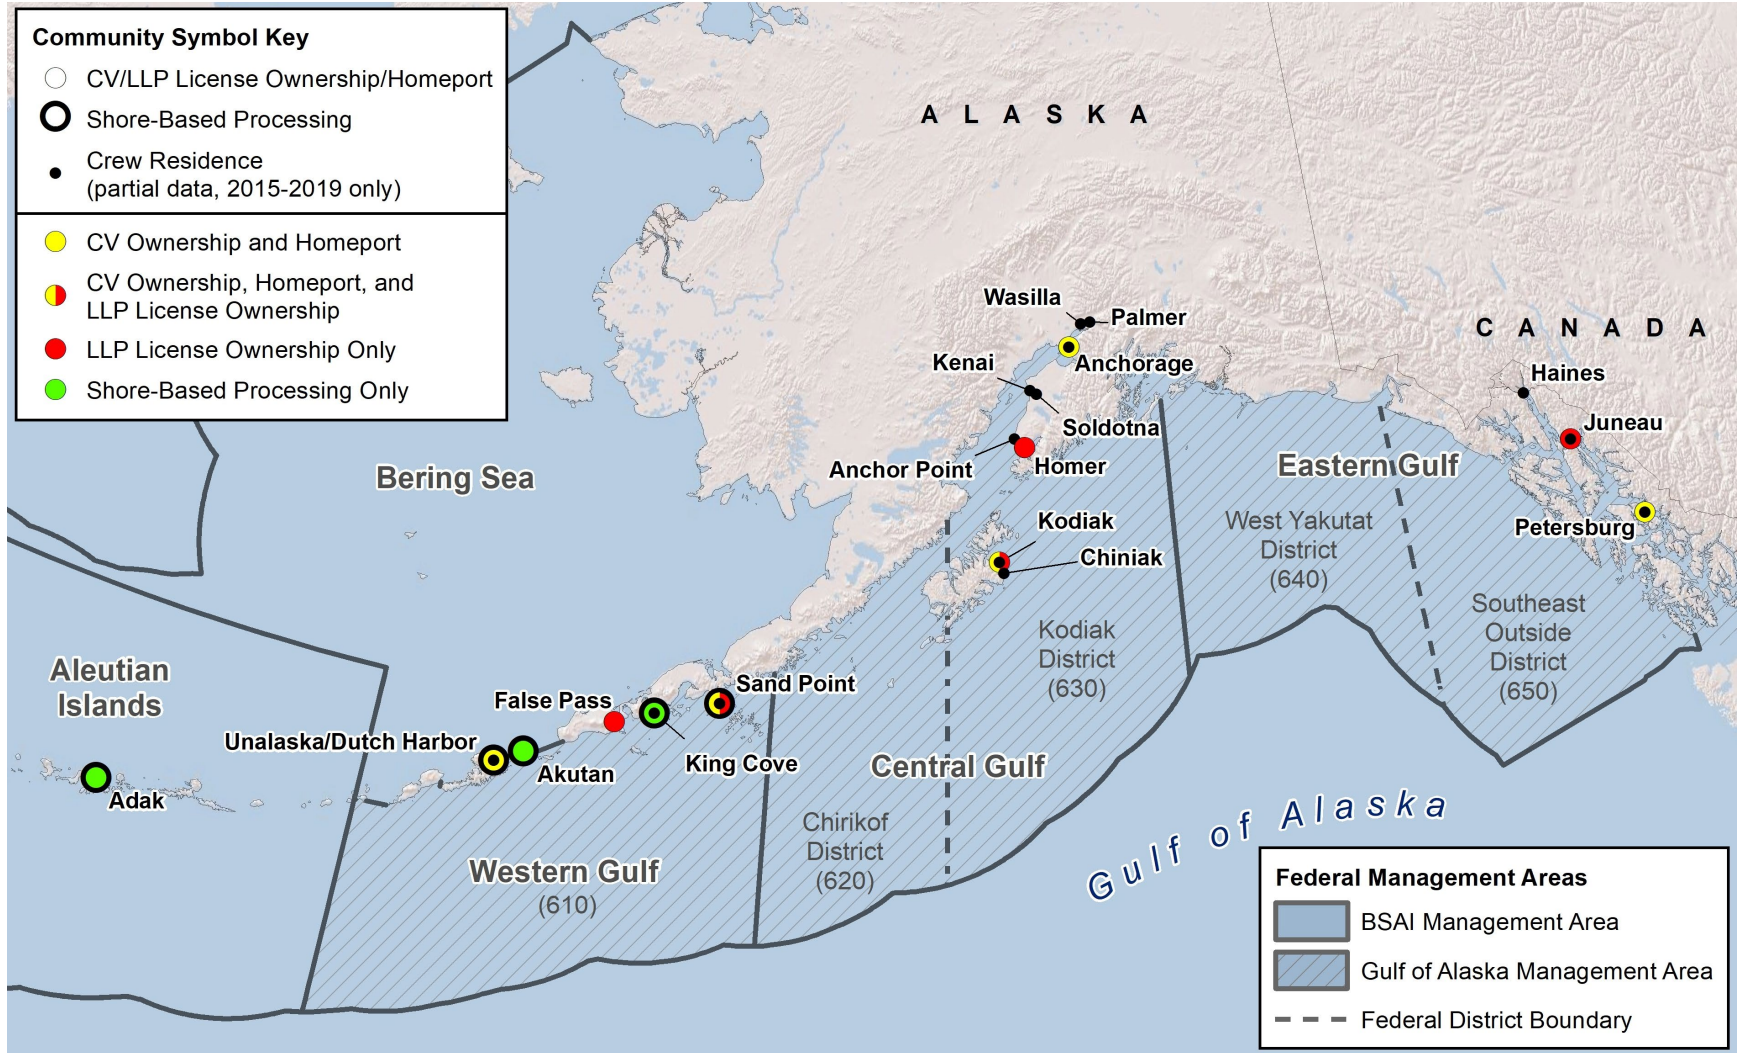 Community Symbol Key
CV/LLP License Ownership/Homeport
Shore-Based Processing
Crew Residence
(partial data, 2015-2019 only)
CV Ownership and Homeport
CV Ownership, Homeport, and
LLP License Ownership
LLP License Ownership Only
Shore-Based Processing Only
ALASKA
CANADA
Wasilla
Palmer
Anchorage
Kenai
Soldotna
Anchor Point
Homer
Haines
Juneau
Petersburg
Bering Sea
Eastern Gulf
West Yakutat
District
(640)
Kodiak
Chiniak
Southeast
Outside
District
(650)
Kodiak
District
(630)
Aleutian
Islands
Sand Point
False Pass
Unalaska/Dutch Harbor
King Cove
Akutan
Adak
Central Gulf
Chirikof
District
(620)
Western Gulf
(610)
Gulf of Alaska
Federal Management Areas
BSAI Management Area
Gulf of Alaska Management Area
Federal District Boundary